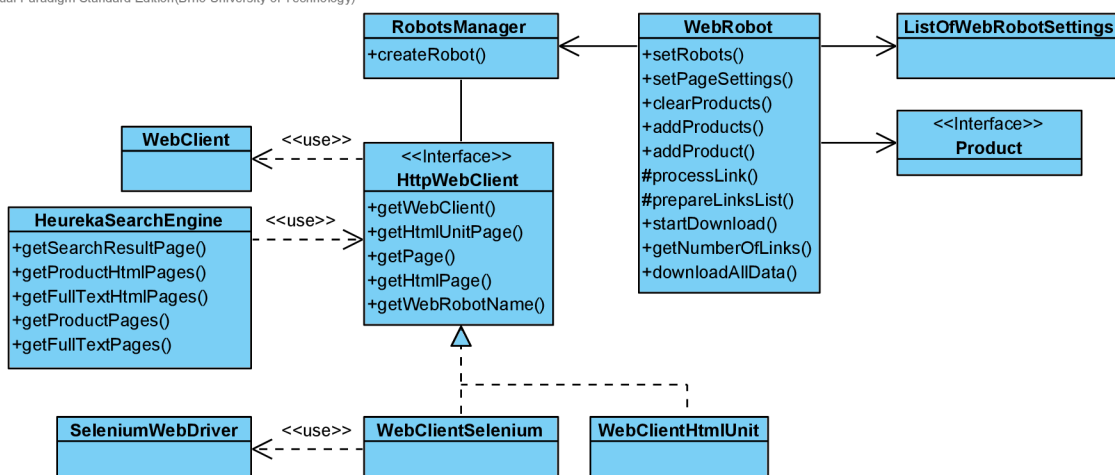 RobotsManager
+createRobot()
WebRobot
+setRobots()
+setPageSettings()
+clearProducts()
+addProducts()
+addProduct()
#processLink()
#prepareLinksList()
+startDownload()
+getNumberOfLinks()
+downloadAllData()
ListOfWebRobotSettings
<<Interface>>
Product
WebClient
<<use>>
<<Interface>>
HttpWebClient
+getWebClient()
+getHtmlUnitPage()
+getPage()
+getHtmlPage()
+getWebRobotName()
HeurekaSearchEngine
+getSearchResultPage()
+getProductHtmlPages()
+getFullTextHtmlPages()
+getProductPages()
+getFullTextPages()
<<use>>
SeleniumWebDriver
<<use>>
WebClientSelenium
WebClientHtmlUnit